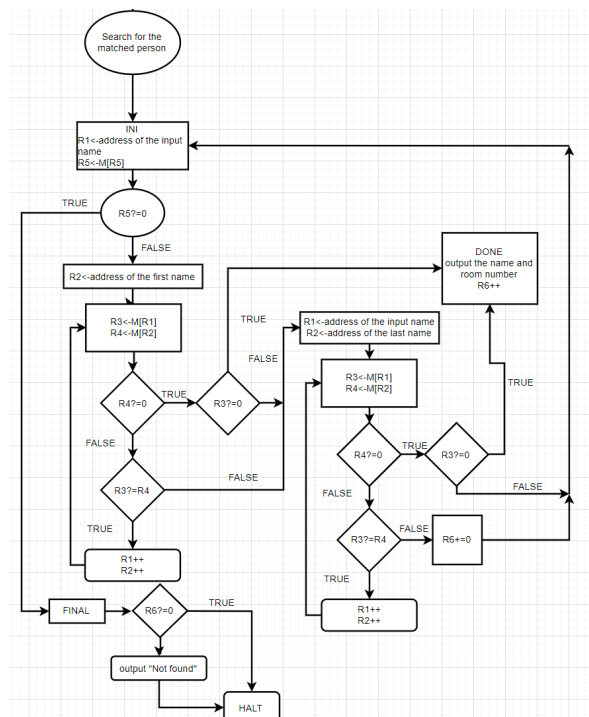 Search for the
matched person
INI
R1<-address of the input
name
R5<-M[R5]
TRUE
R5?=0
FALSE
R2<-address of the first name
R3<-M[R1]
R4<-M[R2]
R4?=0
TRUE
R3?=0
TRUE
FALSE
FALSE
R3?=R4
FALSE
TRUE
R1++
R2++
DONE
output the name and
room number
R6++
R1<-address of the input name
R2<-address of the last name
R3<-M[R1]
R4<-M[R2]
R4?=0
TRUE
R3?=0
TRUE
FALSE
FALSE
R3?=R4
FALSE
R6+=0
TRUE
R1++
R2++
FINAL
R6?=0
TRUE
output "Not found"
HALT